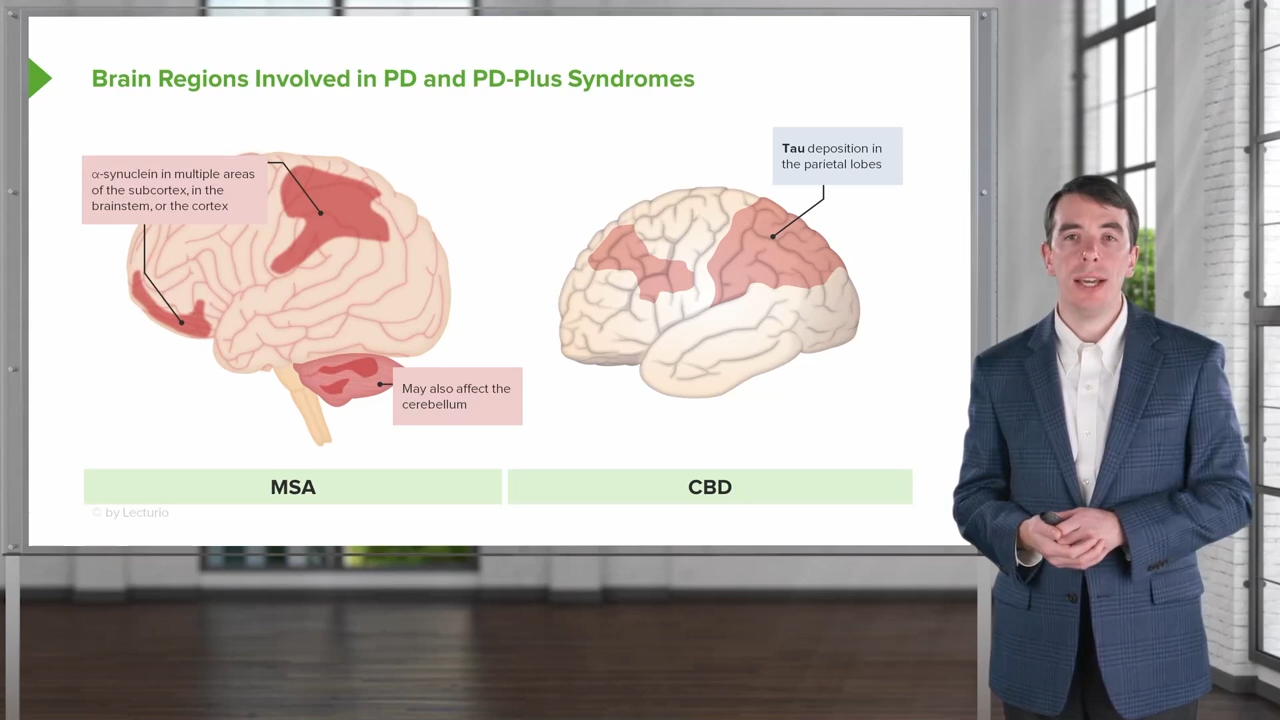 Brain Regions Involved in PD and PD-Plus Syndromes
α-synuclein in multiple areas
of the subcortex, in the
brainstem, or the cortex
Tau deposition in
the parietal lobes
May also affect the
cerebellum
MSA
CBD
© by Lecturio